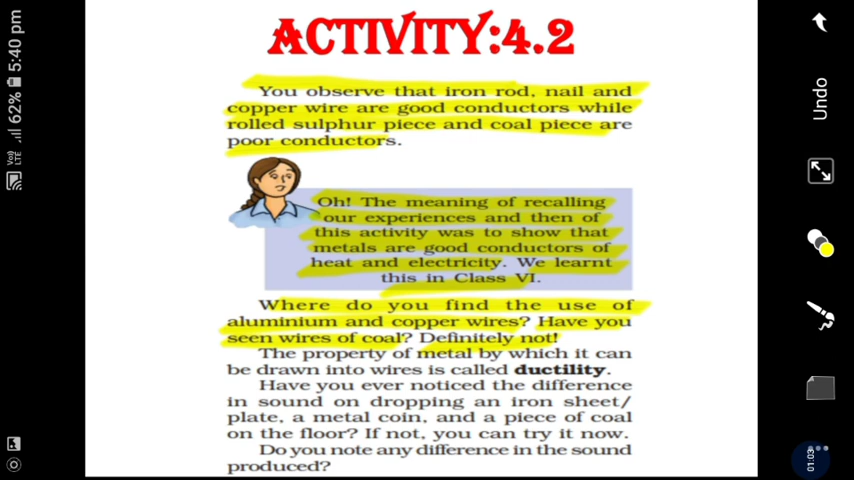 ACTIVITY:4.2
You observe that iron rod, nail and
copper wire are good conductors while
rolled sulphur piece and coal piece are
poor conductors.
Oh! The meaning of recalling
our experiences and then of
this activity was to show that
metals are good conductors of
heat and electricity. We learnt
this in Class VI.
Where do you find the use of
aluminium and copper wires? Have you
seen wires of coal? Definitely not!
The property of metal by which it can
be drawn into wires is called ductility.
Have you ever noticed the difference
in sound on dropping an iron sheet/
plate, a metal coin, and a piece of coal
on the floor? If not, you can try it now.
Do you note any difference in the sound
produced?
5:40 pm
62%
Vo)) LTE
Undo
01:03